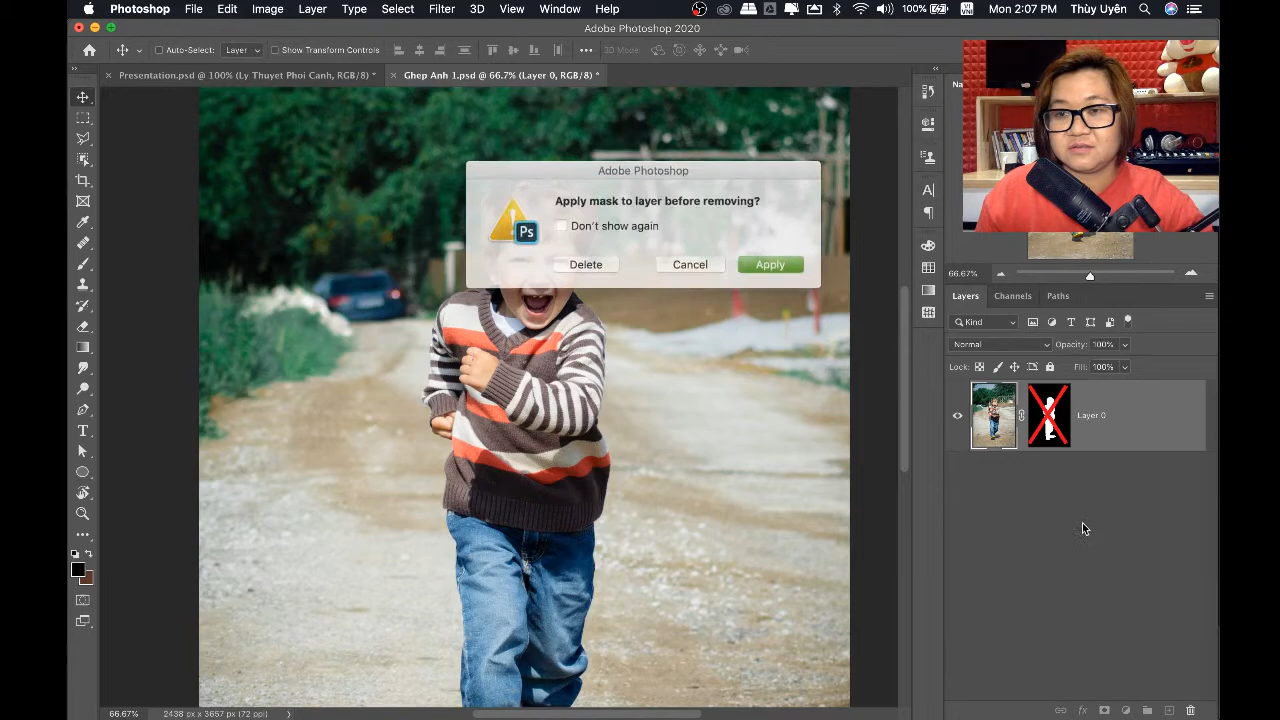 Photoshop File Edit Image Layer Type Select Filter 3D View Window Help 100% VI VNI Mon 2:07 PM Thùy Uyên
Adobe Photoshop 2020
Auto-Select: Layer Show Transform Controls 3D Mode:
Presentation.psd @ 100% (Ly Thuyet Phoi Canh, RGB/8) * Ghep Anh 1.psd @ 66.7% (Layer 0, RGB/8) *
Adobe Photoshop
Apply mask to layer before removing?
Ps
Don't show again
Delete Cancel Apply
66.67%
Layers Channels Paths
Kind
Normal Opacity: 100%
Lock: Fill: 100%
Layer 0
66.67% 2438 px x 3657 px (72 ppi)